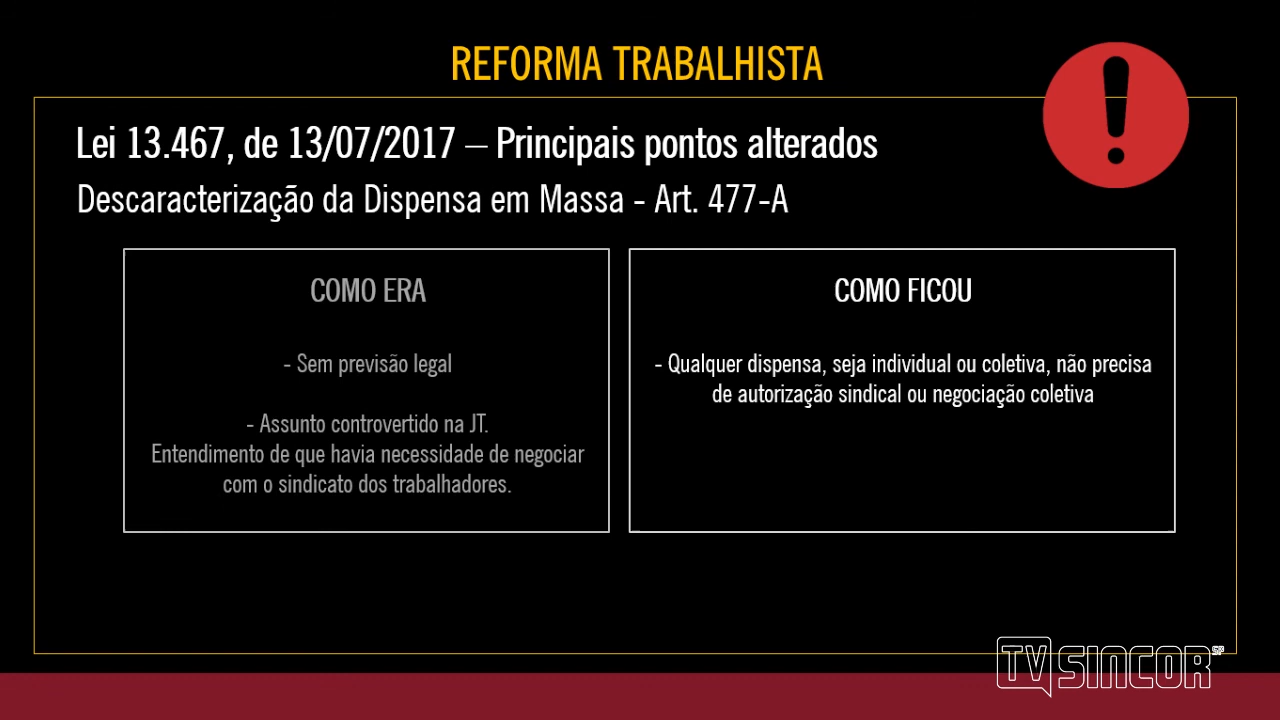 REFORMA TRABALHISTA
Lei 13.467, de 13/07/2017 – Principais pontos alterados
Descaracterização da Dispensa em Massa - Art. 477-A
COMO ERA
- Sem previsão legal
- Assunto controvertido na JT.
Entendimento de que havia necessidade de negociar
com o sindicato dos trabalhadores.
COMO FICOU
- Qualquer dispensa, seja individual ou coletiva, não precisa
de autorização sindical ou negociação coletiva
TV SINCOR SP